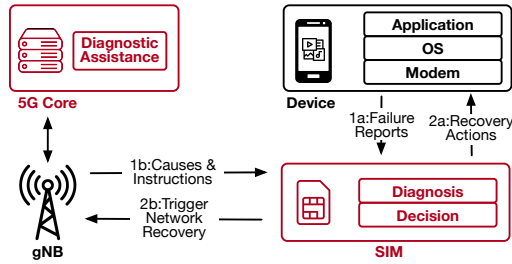 Diagnostic
Assistance
5G Core
Application
OS
Modem
Device
1a:Failure
Reports
2a:Recovery
Actions
1b:Causes &
Instructions
2b:Trigger
Network
Recovery
gNB
Diagnosis
Decision
SIM